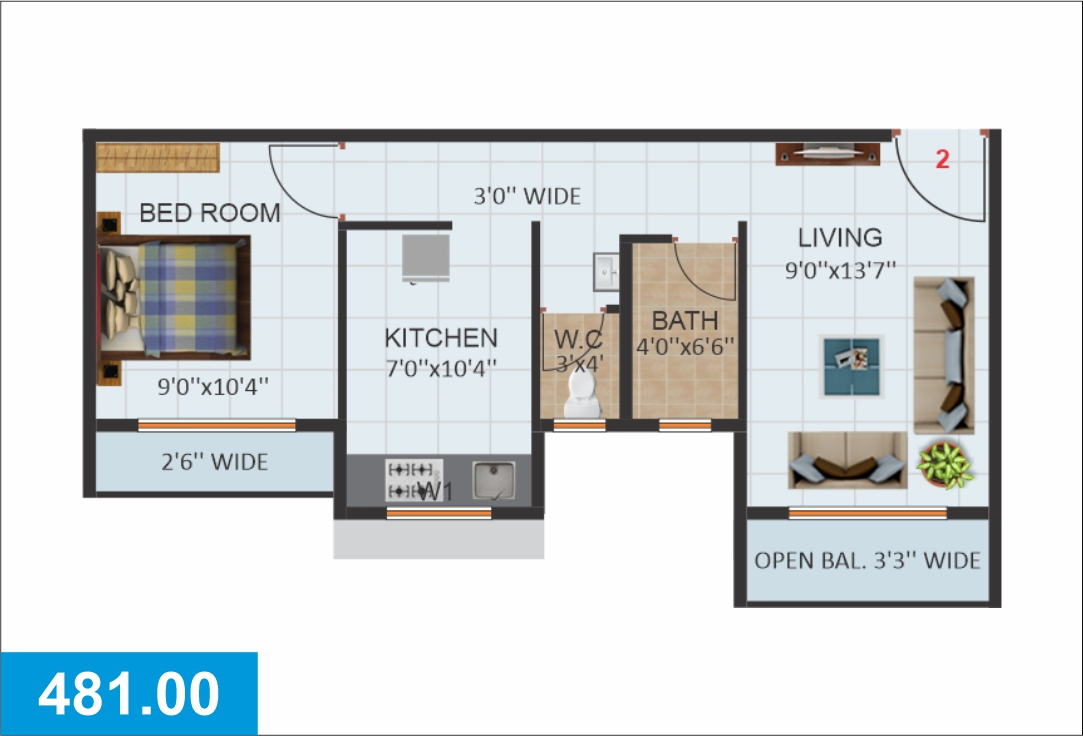 2
3'0" WIDE
BED ROOM
LIVING
9'0"x13'7"
KITCHEN
7'0"x10'4"
W.C
3'x4'
BATH
4'0"x6'6"
9'0"x10'4"
2'6" WIDE
W1
OPEN BAL. 3'3" WIDE
481.00